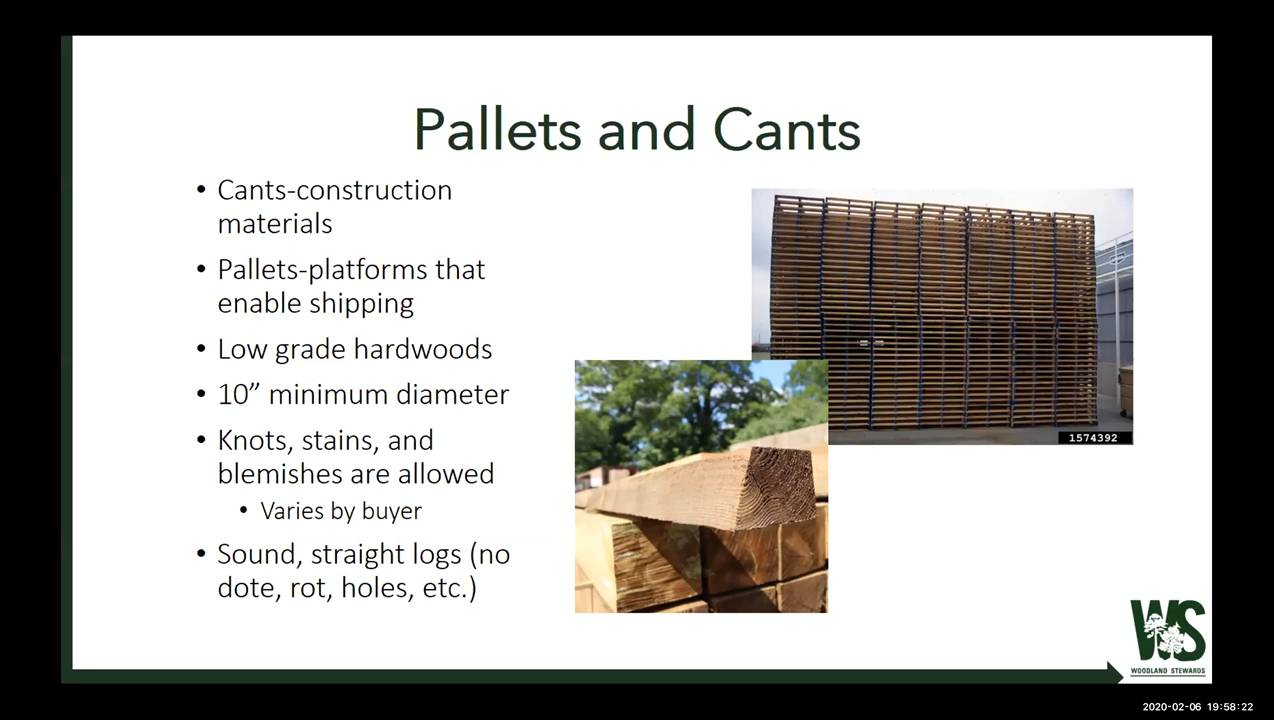 Pallets and Cants
• Cants-construction
materials
• Pallets-platforms that
enable shipping
• Low grade hardwoods
• 10” minimum diameter
• Knots, stains, and
blemishes are allowed
• Varies by buyer
• Sound, straight logs (no
dote, rot, holes, etc.)
1574392
WS
WOODLAND STEWARDS
2020-02-06 19:58:22